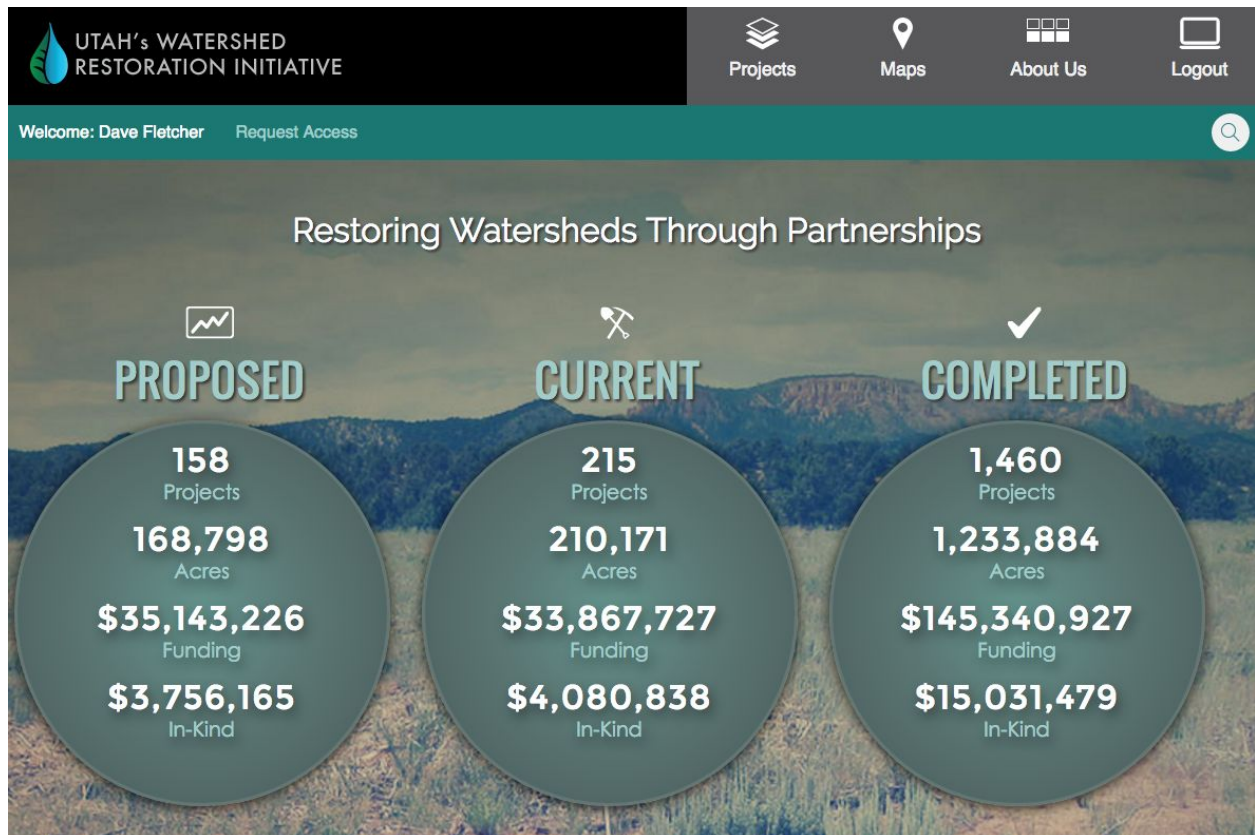 UTAH's WATERSHED
RESTORATION INITIATIVE
Projects
Maps
About Us
Logout
Welcome: Dave Fletcher
Request Access
Restoring Watersheds Through Partnerships
PROPOSED
158
Projects
168,798
Acres
$35,143,226
Funding
$3,756,165
In-Kind
CURRENT
215
Projects
210,171
Acres
$33,867,727
Funding
$4,080,838
In-Kind
COMPLETED
1,460
Projects
1,233,884
Acres
$145,340,927
Funding
$15,031,479
In-Kind